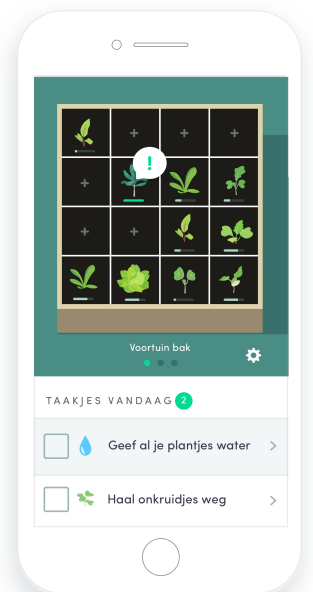 !
Voortuin bak
TAAKJES VANDAAG 2
Geef al je plantjes water
Haal onkruidjes weg